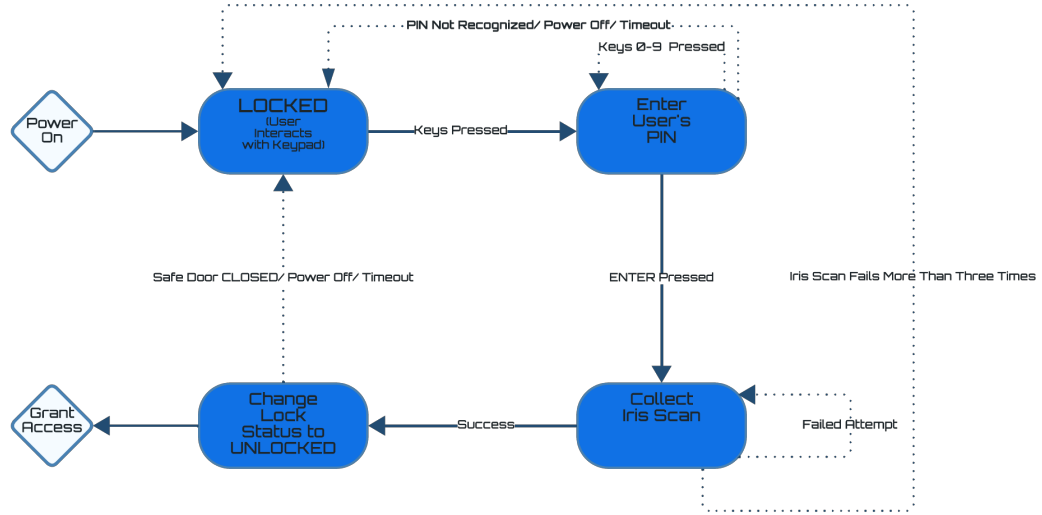 PIN Not Recognized/ Power Off/ Timeout
Keys 0-9 Pressed
Power
On
LOCKED
(User
Interacts
with Keypad)
Keys Pressed
Enter
User's
PIN
Safe Door CLOSED/ Power Off/ Timeout
ENTER Pressed
Iris Scan Fails More Than Three Times
Grant
Access
Change
Lock
Status to
UNLOCKED
Success
Collect
Iris Scan
Failed Attempt